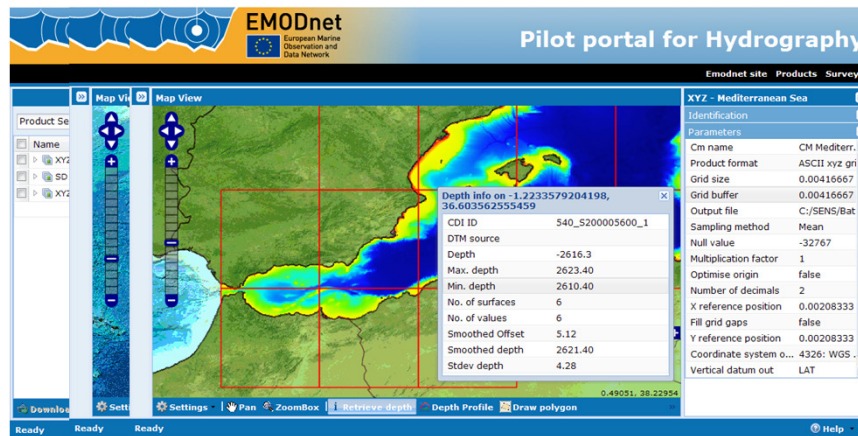 EMODnet
European Marine
Observation and
Data Network
Pilot portal for Hydrography
Emodnet site Products Survey
Map Vi
Map View
XYZ - Mediterranean Sea
Product Se
Name
XYZ
SD
XYZ
Identification
Parameters
Cm name CM Mediterr.
Product format ASCII xyz gri
Grid size 0.00416667
Grid buffer 0.00416667
Output file C:/SENS/Bat
Sampling method Mean
Null value -32767
Multiplication factor 1
Optimise origin false
Number of decimals 2
X reference position 0.00208333
Fill grid gaps false
Y reference position 0.00208333
Coordinate system o... 4326: WGS .
Vertical datum out LAT
Depth info on -1.2233579204198,
36.603562555459
CDI ID 540_S200005600_1
DTM source
Depth -2616.3
Max. depth 2623.40
Min. depth 2610.40
No. of surfaces 6
No. of values 6
Smoothed Offset 5.12
Smoothed depth 2621.40
Stdev depth 4.28
0.49051, 38.22954
Downloa
Setti
Settings Pan ZoomBox Retrieve depth Depth Profile Draw polygon
Ready Ready Ready Help